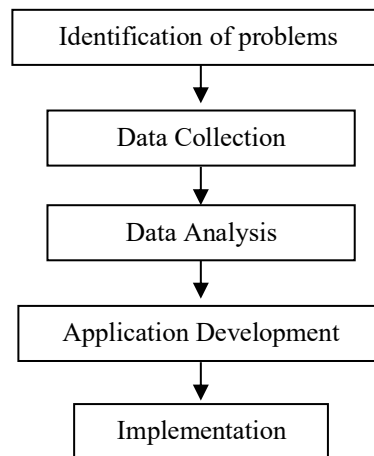 Identification of problems
Data Collection
Data Analysis
Application Development
Implementation